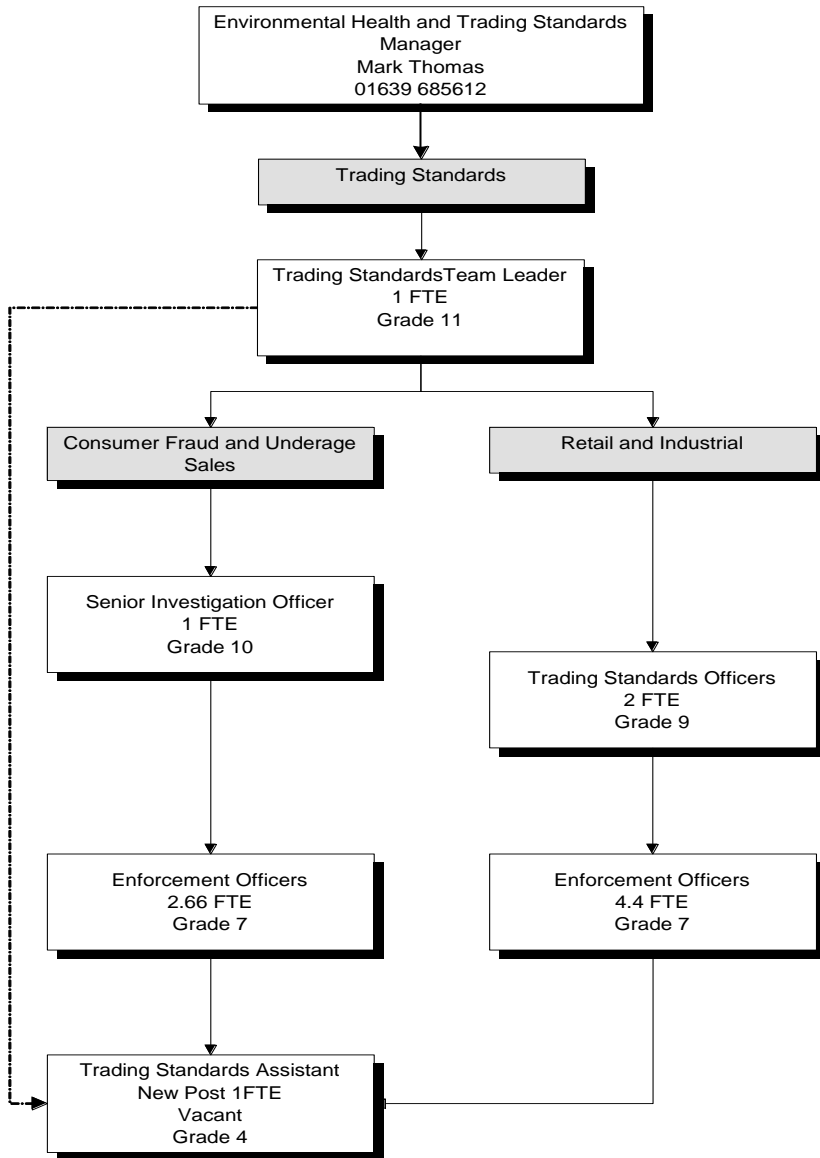 Environmental Health and Trading Standards
Manager
Mark Thomas
01639 685612
Trading Standards
Trading StandardsTeam Leader
1 FTE
Grade 11
Consumer Fraud and Underage
Sales
Retail and Industrial
Senior Investigation Officer
1 FTE
Grade 10
Trading Standards Officers
2 FTE
Grade 9
Enforcement Officers
2.66 FTE
Grade 7
Enforcement Officers
4.4 FTE
Grade 7
Trading Standards Assistant
New Post 1FTE
Vacant
Grade 4